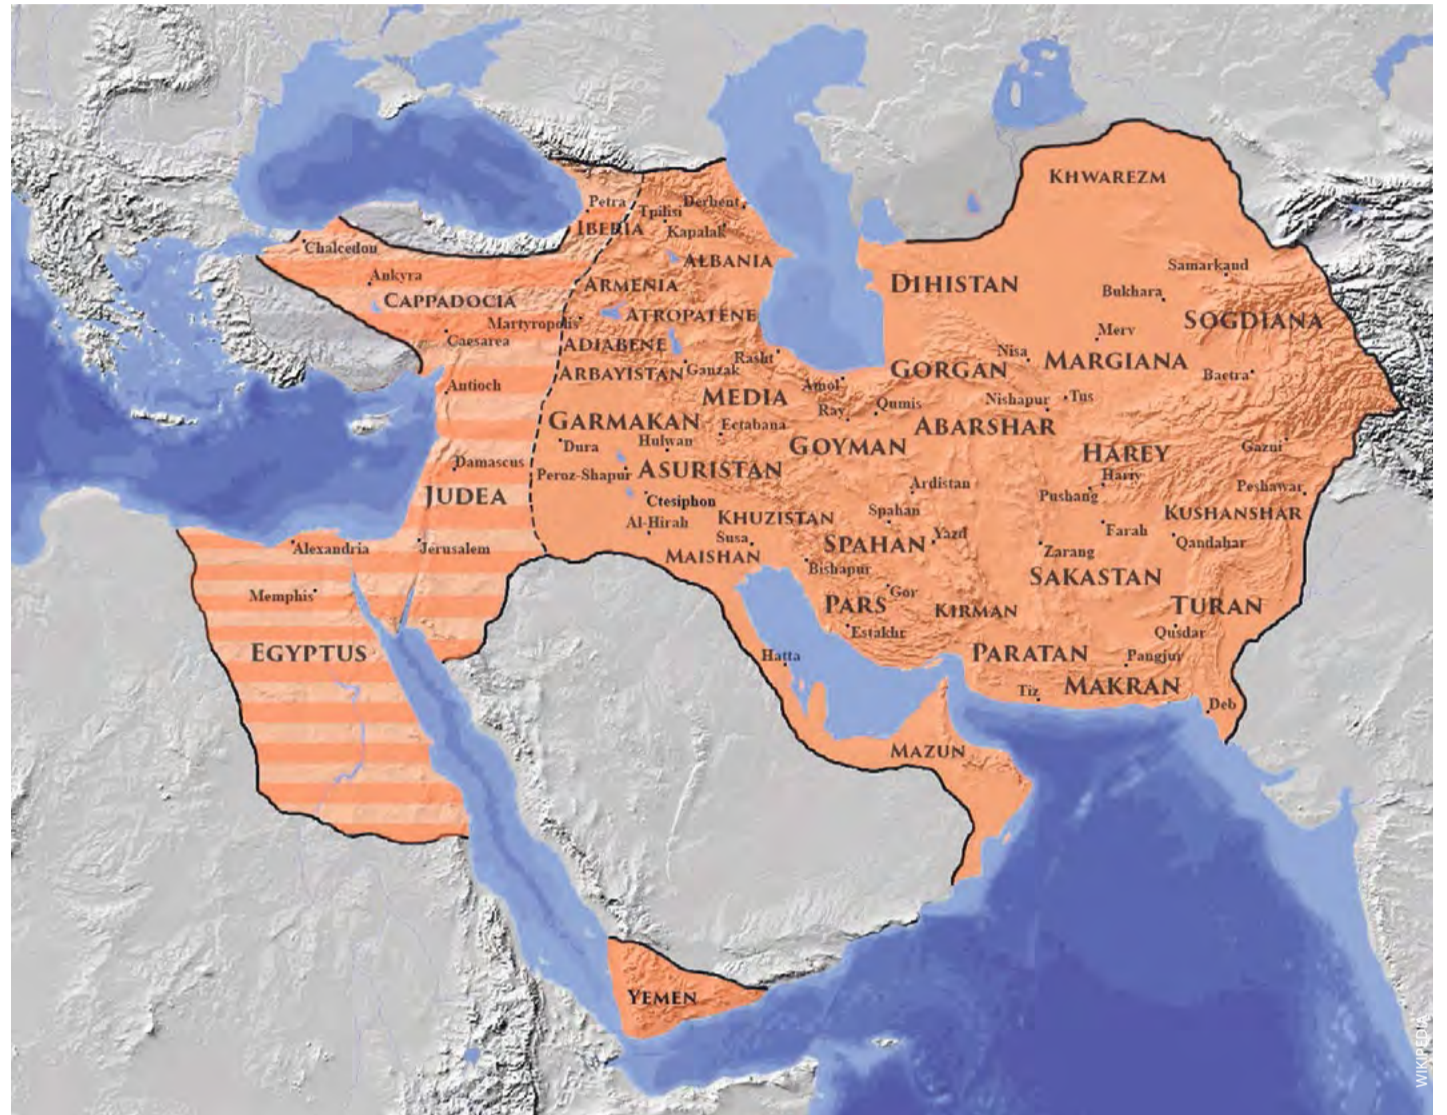 KHWAREZM
Petra
Tpilisi
Derbent
IBERIA
Kapalak
Chalcedou
ALBANIA
Samarkand
Ankyra
ARMENIA
DIHISTAN
Bukhara
CAPPADOCIA
ATROPATENE
SOGDIANA
Martyropolis
Merv
Caesarea
ADIABENE
Rasht
Nisa
MARGIANA
ARBAYISTAN
Ganzak
GORGAN
Baetra
Antioch
MEDIA
Amol
Nishapur
Tus
Ray
Qumis
GARMAKAN
Ectabana
ABARSHAR
Dura
Hulwan
GOYMAN
HAREY
Gazni
Damascus
Peroz-Shapur
ASURISTAN
Hariy
JUDEA
Ardistan
Pushang
Peshawar
Ctesiphon
Spahan
KUSHANSHAR
Al-Hirah
KHUZISTAN
Farah
Alexandria
Jerusalem
Susa
SPAHAN
Yazd
Zarang
Qandahar
MAISHAN
Bishapur
SAKASTAN
Memphis
Gor
PARS
KIRMAN
TURAN
Estakhr
Qusdar
EGYPTUS
Hatta
PARATAN
Pangjur
Tiz
MAKRAN
Deb
MAZUN
YEMEN
WIKIPEDIA